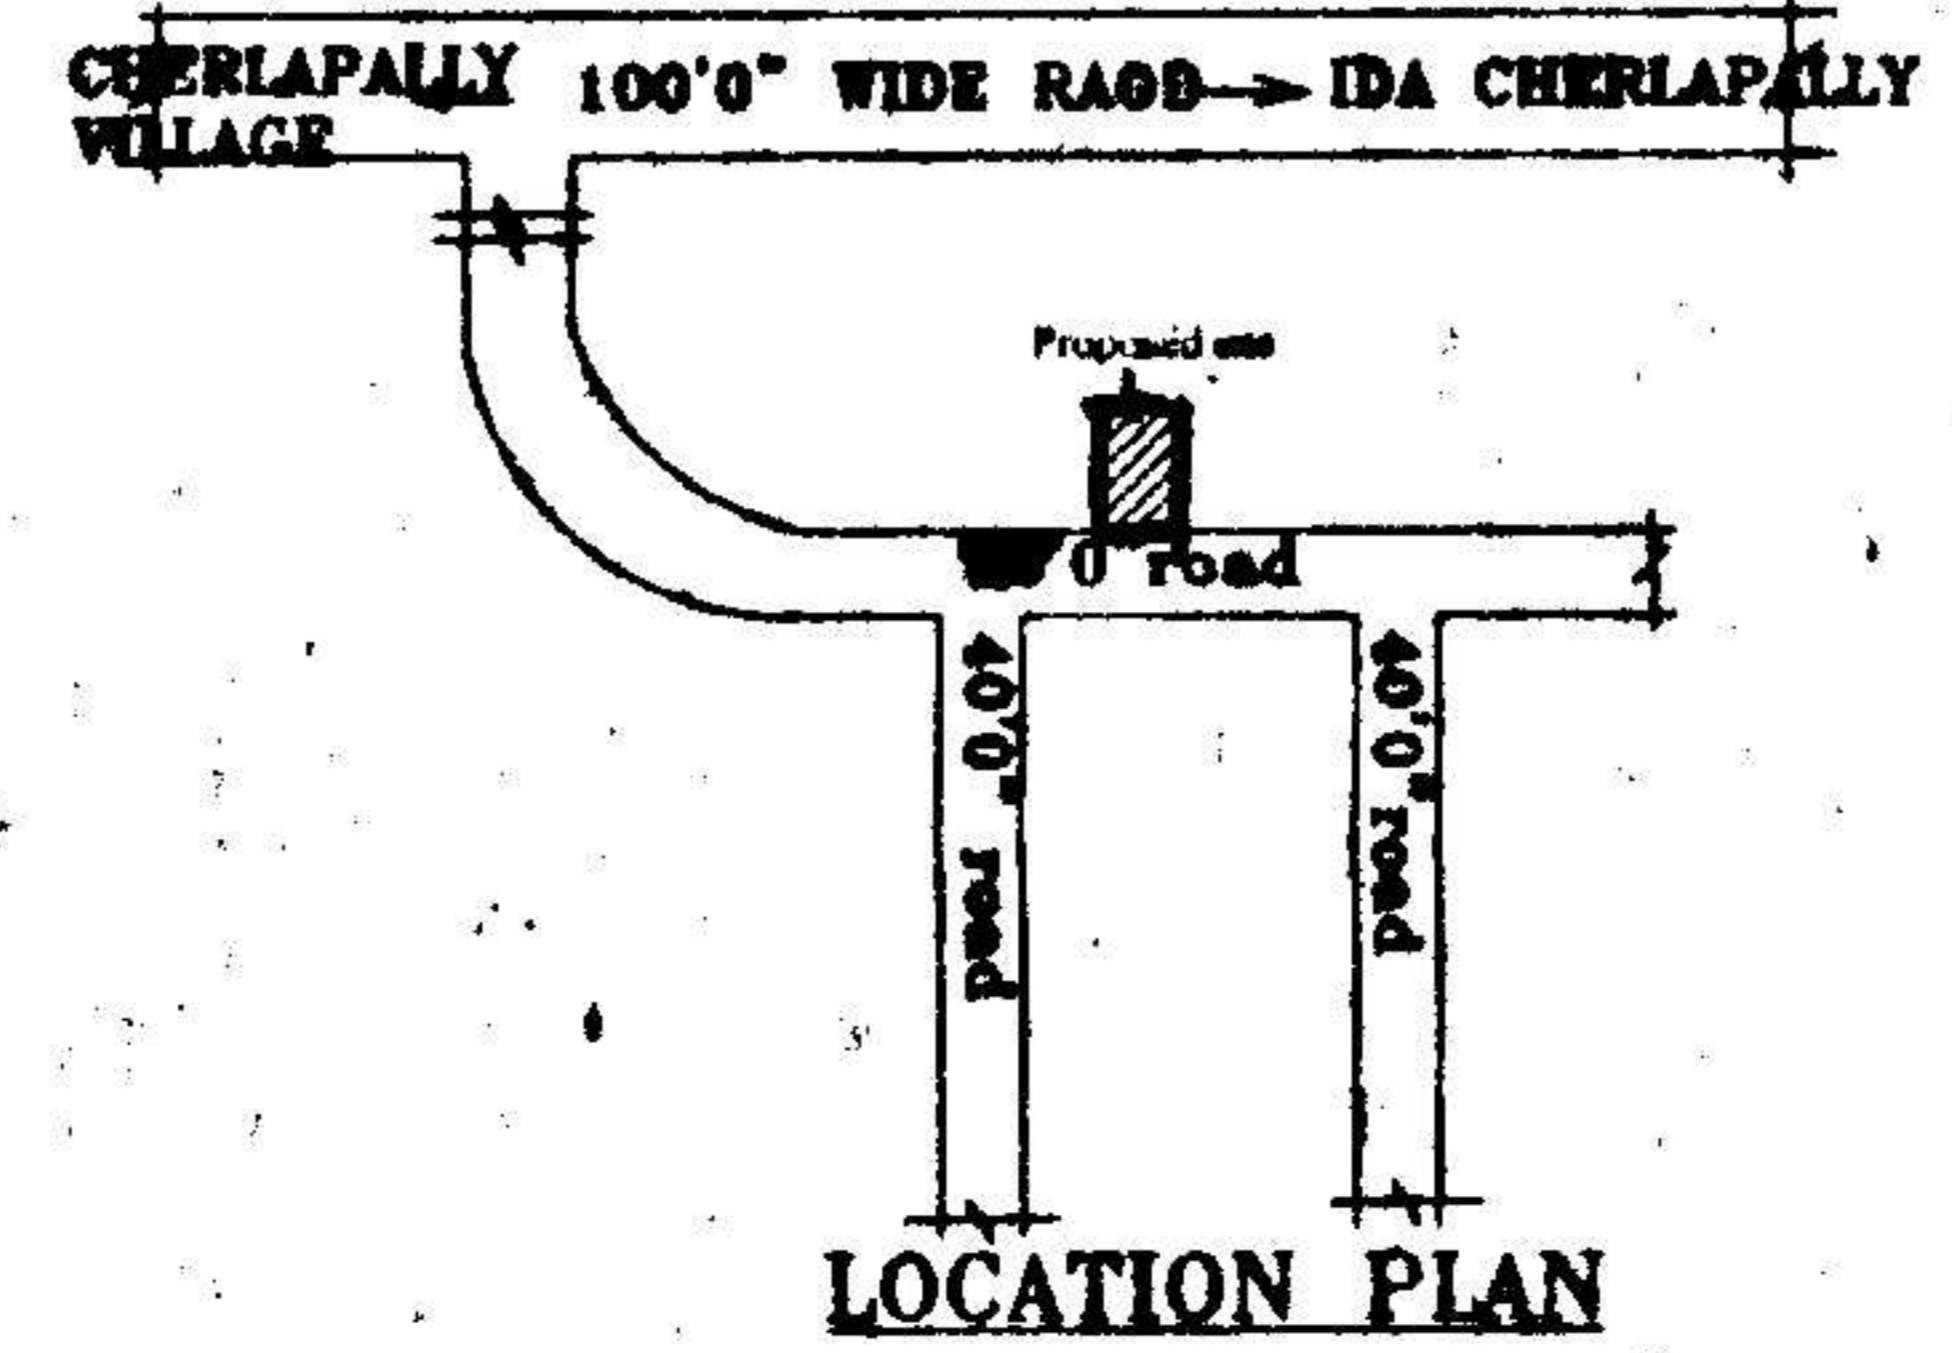 CHERLAPALLY 100'0" WIDE RAOD → IDA CHERLAPALLY
VILLAGE
Proposed
0" road
40'0" road
40'0" road
LOCATION PLAN